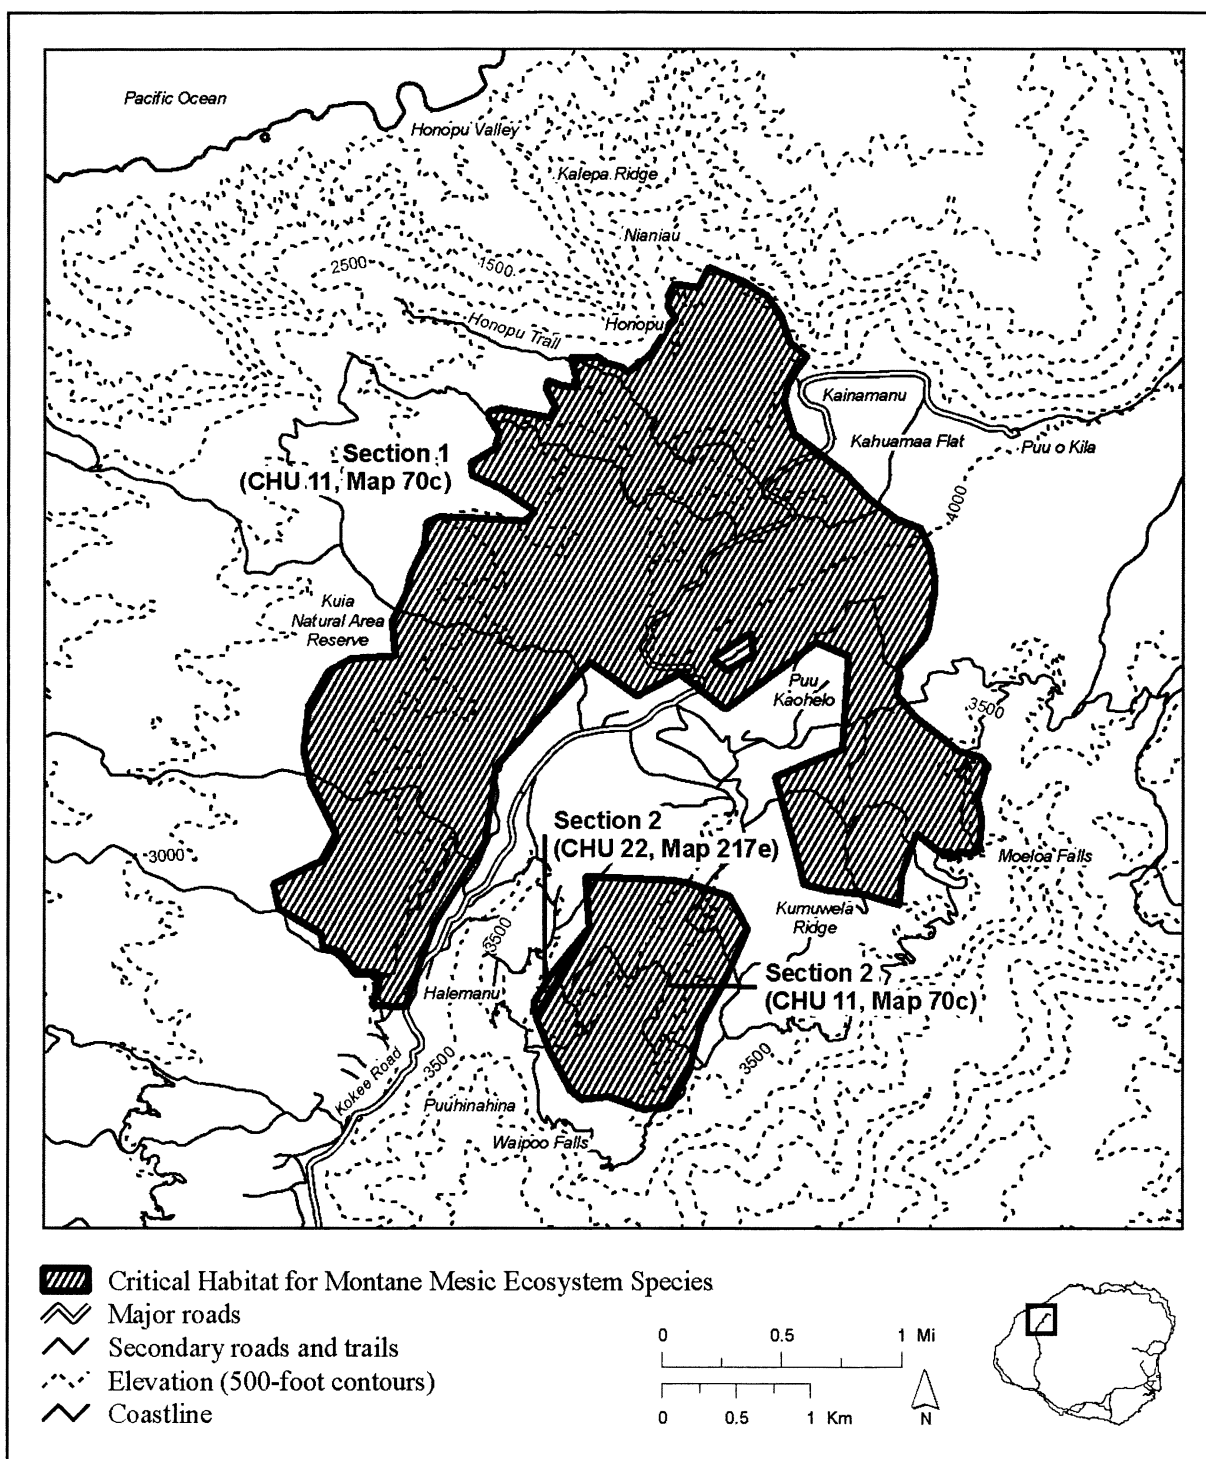 Pacific Ocean
Honopu Valley
Kalepa Ridge
Nianiau
2500
1500
Honopu Trail
Honopu
Kainamanu
Kahuamaa Flat
Puu o Kila
Section 1
(CHU 11, Map 70c)
4000
Kuia
Natural Area
Reserve
Puu
Kaohelo
3500
Section 2
(CHU 22, Map 217e)
3000
Moeloa Falls
Kumuwela
Ridge
3500
Section 2
(CHU 11, Map 70c)
Halemanu
Kokee Road
3500
3500
Puuhinahina
Waipoo Falls
Critical Habitat for Montane Mesic Ecosystem Species
Major roads
Secondary roads and trails
Elevation (500-foot contours)
Coastline
0 0.5 1 Mi
0 0.5 1 Km
N